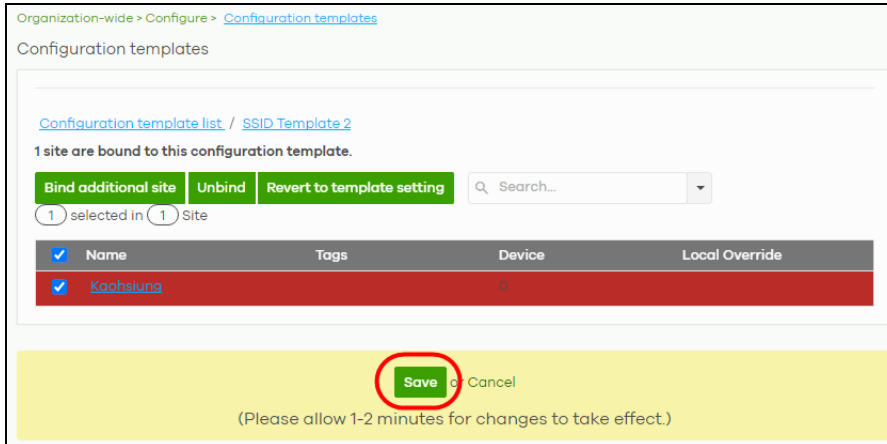 Organization-wide > Configure > Configuration templates
Configuration templates
Configuration template list / SSID Template 2
1 site are bound to this configuration template.
Bind additional site Unbind Revert to template setting Search...
1 selected in 1 Site
Name Tags Device Local Override
Kaohsiung 0
Save or Cancel
(Please allow 1-2 minutes for changes to take effect.)